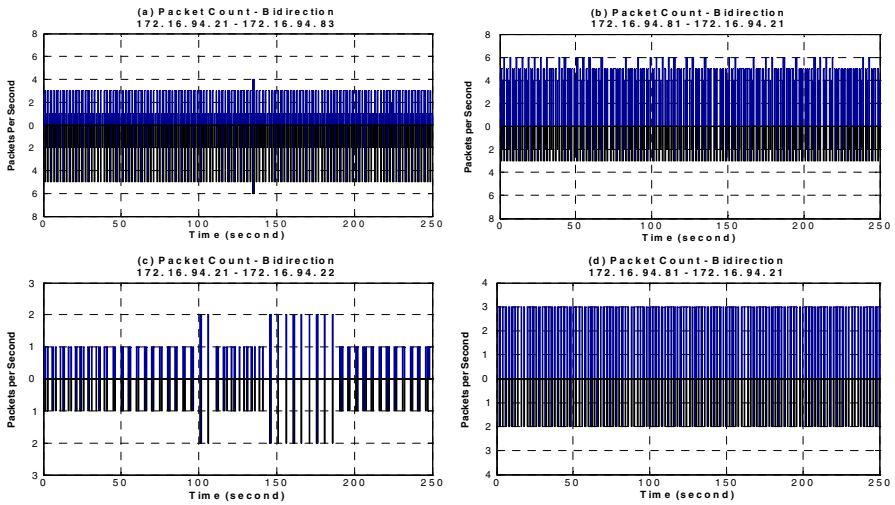 (a) Packet Count - Bidirection
172.16.94.21 - 172.16.94.83
Packets Per Second
8
6
4
2
0
2
4
6
8
0 50 100 150 200 250
Time (second)
(b) Packet Count - Bidirection
172.16.94.81 - 172.16.94.21
Packets per Second
8
6
4
2
0
2
4
6
8
0 50 100 150 200 250
Time (second)
(c) Packet Count - Bidirection
172.16.94.21 - 172.16.94.22
Packets per Second
3
2
1
0
1
2
3
0 50 100 150 200 250
Time (second)
(d) Packet Count - Bidirection
172.16.94.81 - 172.16.94.21
Packets per Second
4
3
2
1
0
1
2
3
4
0 50 100 150 200 250
Time (second)